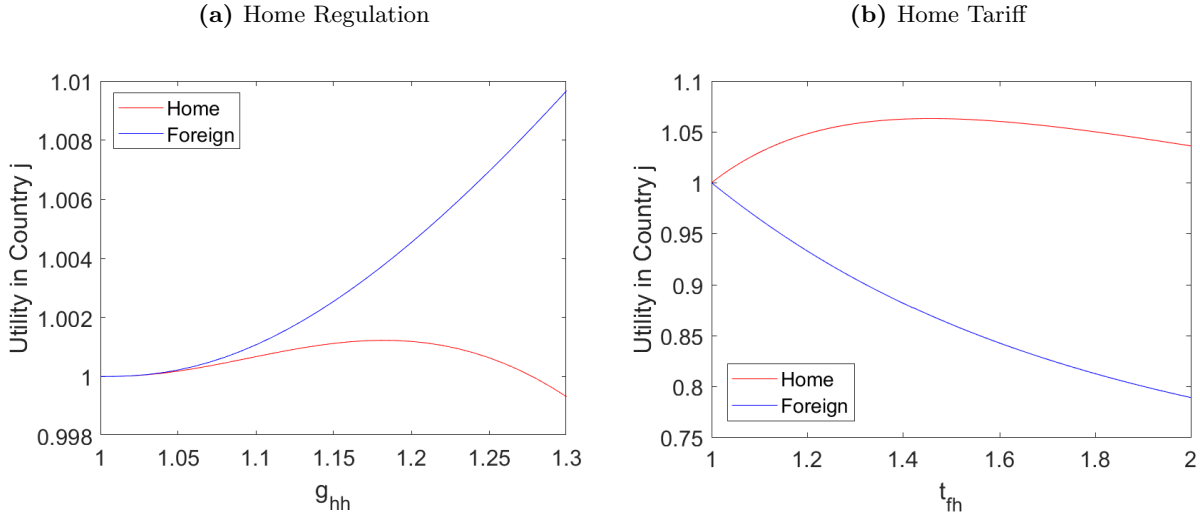 (a) Home Regulation
1.01
1.008
1.006
1.004
1.002
1
0.998
Utility in Country j
Home
Foreign
1 1.05 1.1 1.15 1.2 1.25 1.3
g_hh
(b) Home Tariff
1.1
1.05
1
0.95
0.9
0.85
0.8
0.75
Utility in Country j
Home
Foreign
1 1.2 1.4 1.6 1.8 2
t_fh